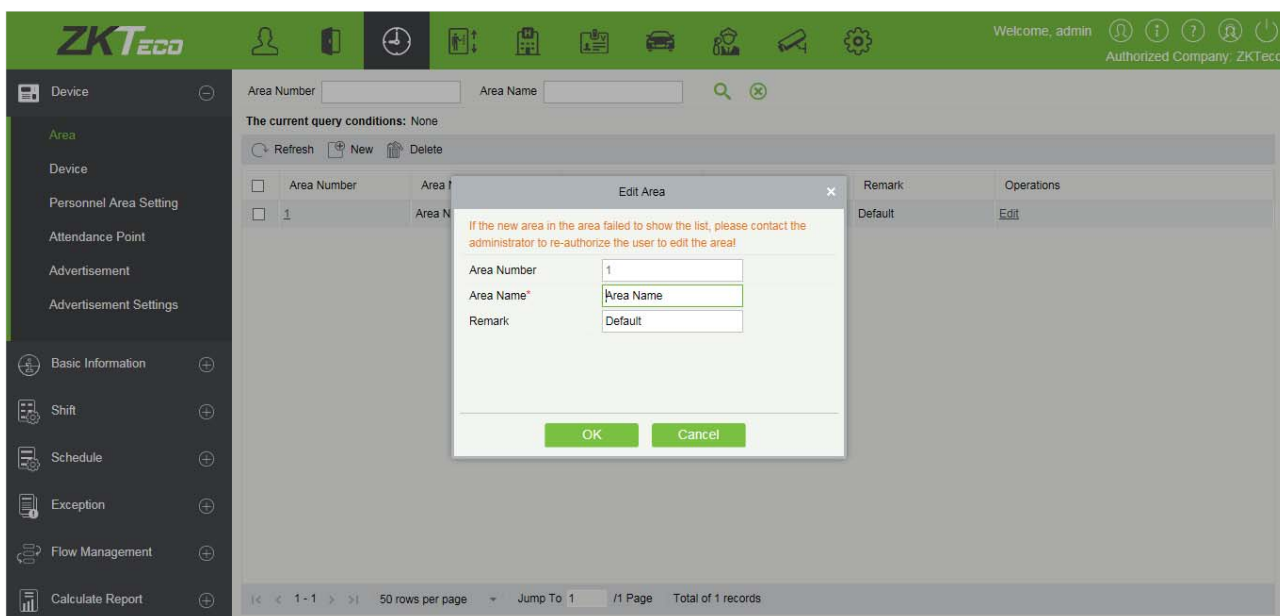 ZKTeco
Welcome, admin
Authorized Company: ZKTeco
Device
Area
Device
Personnel Area Setting
Attendance Point
Advertisement
Advertisement Settings
Basic Information
Shift
Schedule
Exception
Flow Management
Calculate Report
Area Number Area Name
The current query conditions: None
Refresh New Delete
Area Number Area Remark Operations
1 Area Default Edit
Edit Area
If the new area in the area failed to show the list, please contact the
administrator to re-authorize the user to edit the area!
Area Number 1
Area Name* Area Name
Remark Default
OK Cancel
|< < 1-1 > >| 50 rows per page Jump To 1 /1 Page Total of 1 records